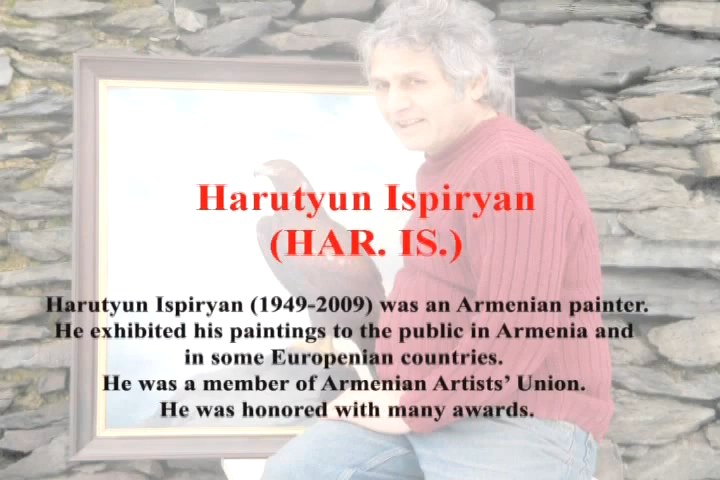 Harutyun Ispiryan
(HAR. IS.)
Harutyun Ispiryan (1949-2009) was an Armenian painter.
He exhibited his paintings to the public in Armenia and
in some Europenian countries.
He was a member of Armenian Artists’ Union.
He was honored with many awards.